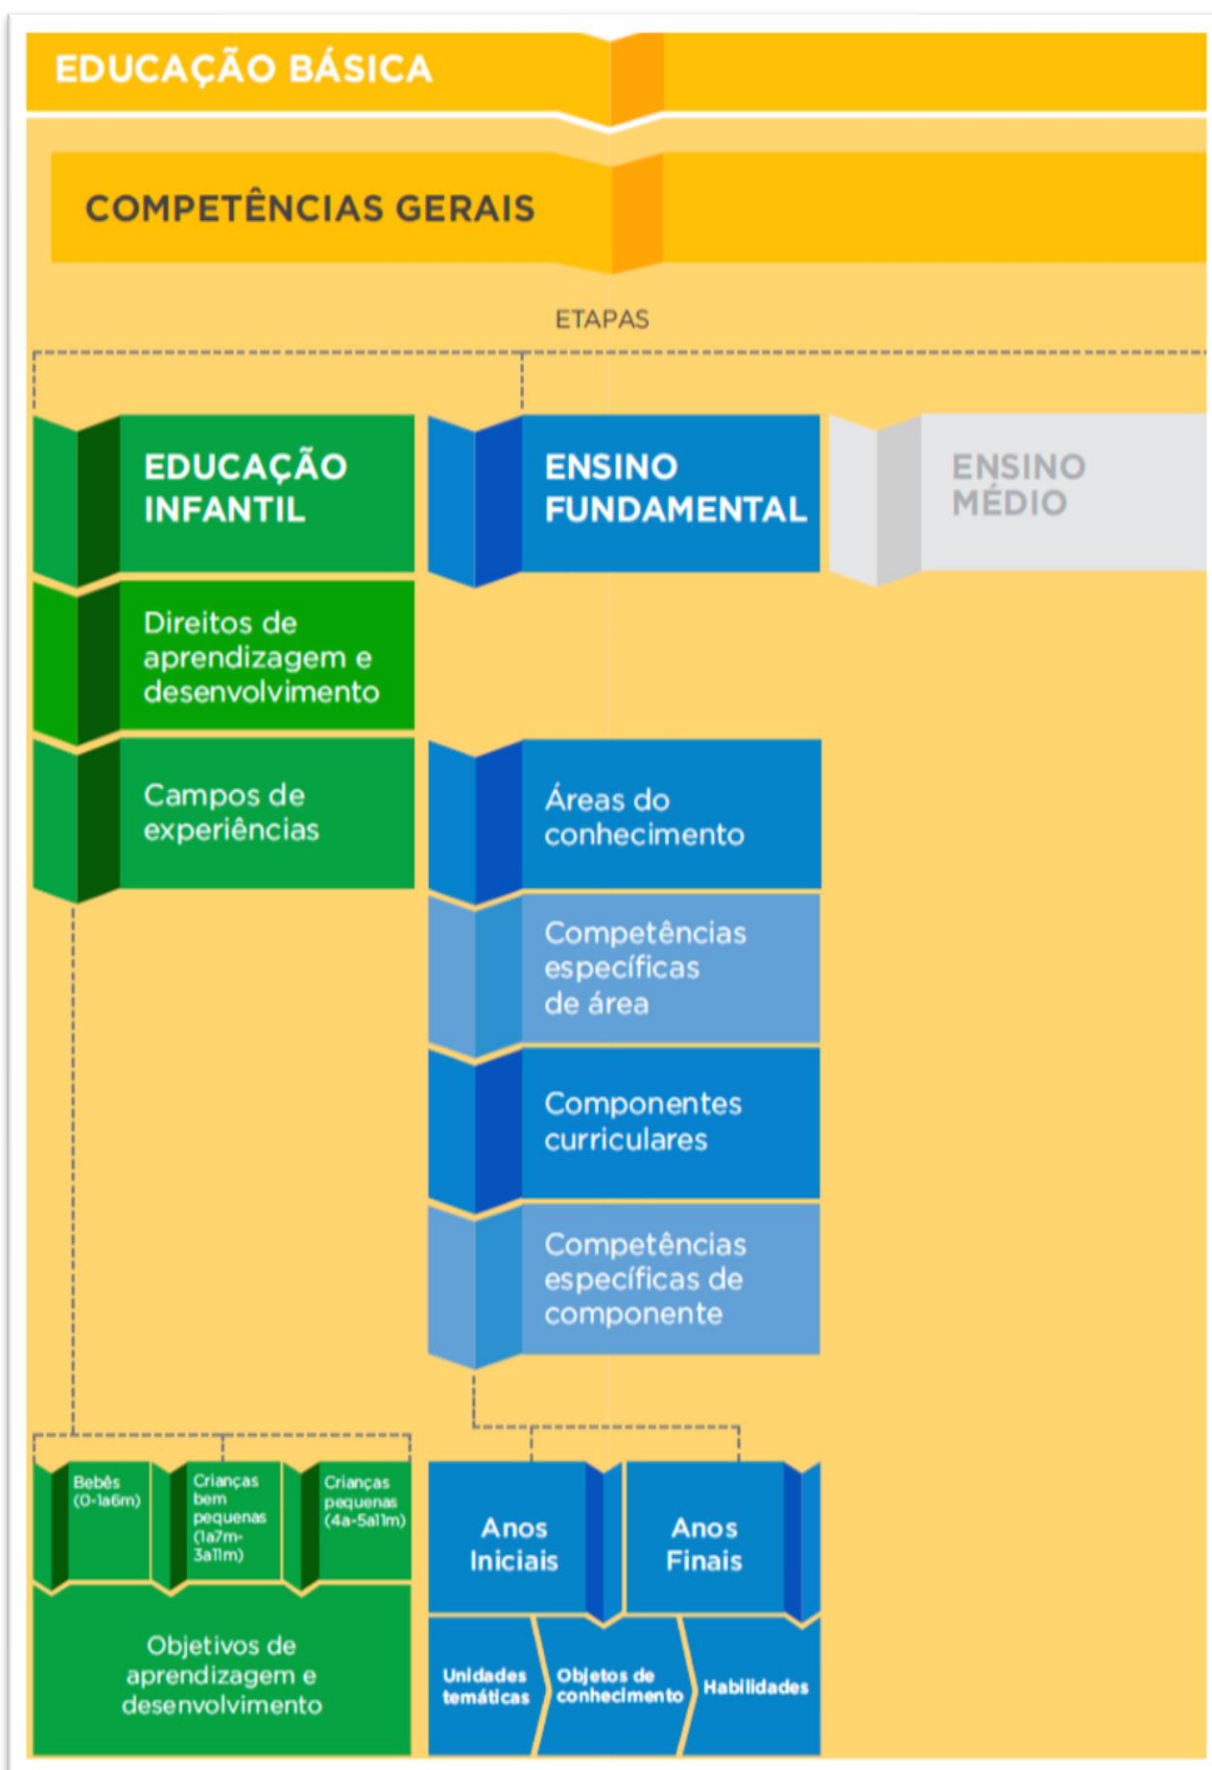 EDUCAÇÃO BÁSICA
COMPETÊNCIAS GERAIS
ETAPAS
EDUCAÇÃO
INFANTIL
Direitos de
aprendizagem e
desenvolvimento
Campos de
experiências
Bebês
(0-1a6m)
Crianças
bem
pequenas
(1a7m-
3a11m)
Crianças
pequenas
(4a-5a11m)
Objetivos de
aprendizagem e
desenvolvimento
ENSINO
FUNDAMENTAL
Áreas do
conhecimento
Competências
específicas
de área
Componentes
curriculares
Competências
específicas de
componente
Anos
Iniciais
Anos
Finais
Unidades
temáticas
Objetos de
conhecimento
Habilidades
ENSINO
MÉDIO